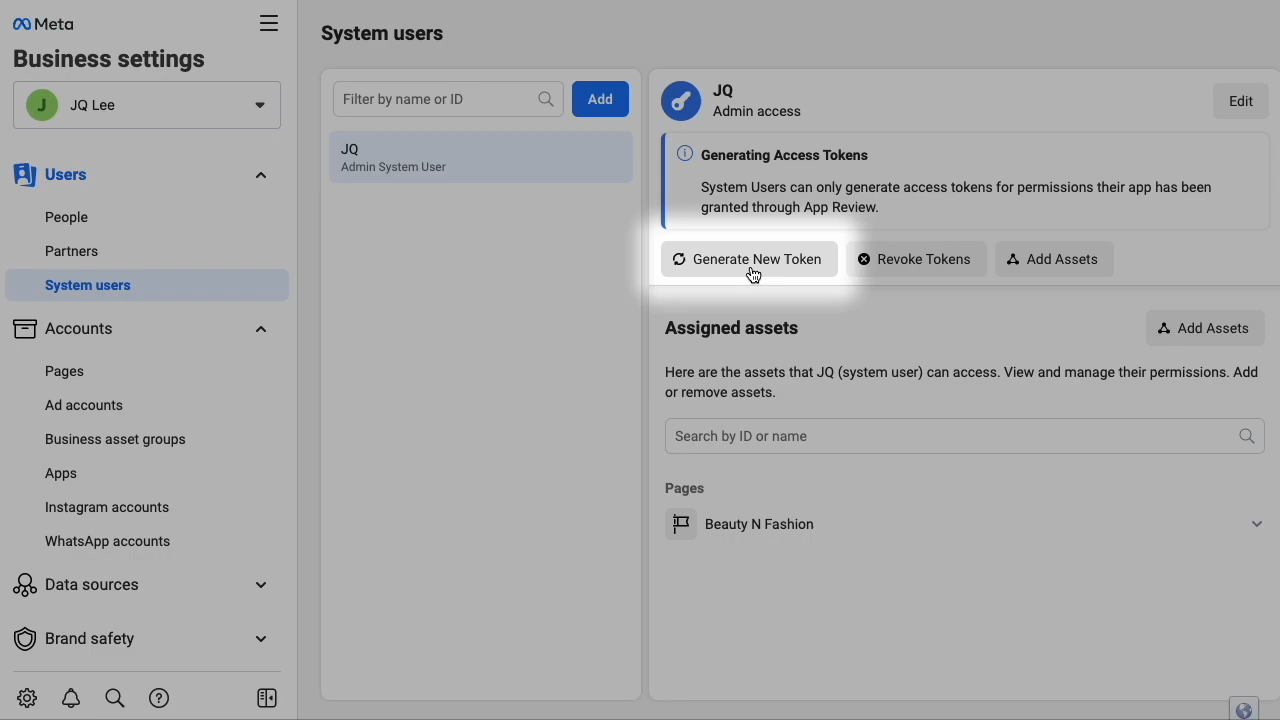 Meta
Business settings
J
JQ Lee
Users
People
Partners
System users
Accounts
Pages
Ad accounts
Business asset groups
Apps
Instagram accounts
WhatsApp accounts
Data sources
Brand safety
System users
Filter by name or ID
Add
JQ
Admin System User
JQ
Admin access
Edit
Generating Access Tokens
System Users can only generate access tokens for permissions their app has been
granted through App Review.
Generate New Token
Revoke Tokens
Add Assets
Assigned assets
Add Assets
Here are the assets that JQ (system user) can access. View and manage their permissions. Add
or remove assets.
Search by ID or name
Pages
Beauty N Fashion